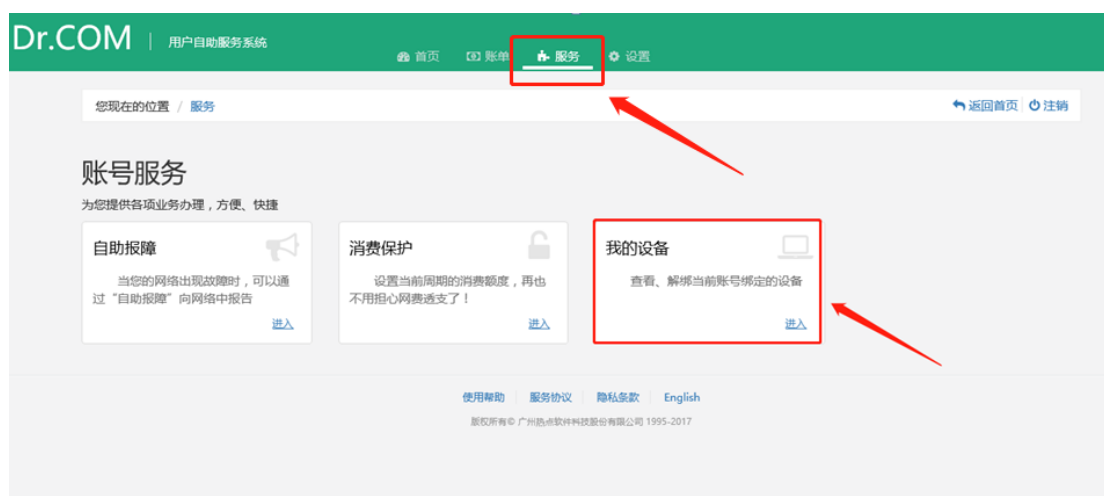 Dr.COM | 用户自助服务系统
首页 账单 服务 设置
您现在的位置 / 服务 返回首页 注销
账号服务
为您提供各项业务办理，方便、快捷
自助报障
当您的网络出现故障时，可以通
过“自助报障”向网络中报告
进入
消费保护
设置当前周期的消费额度，再也
不用担心网费透支了！
进入
我的设备
查看、解绑当前账号绑定的设备
进入
使用帮助 服务协议 隐私条款 English
版权所有© 广州热点软件科技股份有限公司 1995-2017